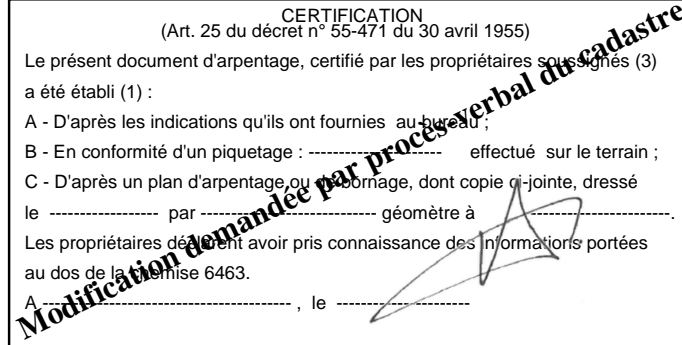 CERTIFICATION
(Art. 25 du décret n° 55-471 du 30 avril 1955)
Le présent document d'arpentage, certifié par les propriétaires soussignés (3)
a été établi (1) :
A - D'après les indications qu'ils ont fournies au bureau ;
B - En conformité d'un piquetage : ---------------------- effectué sur le terrain ;
C - D'après un plan d'arpentage ou de bornage, dont copie ci-jointe, dressé
le ------------------ par ----------------------------- géomètre à -------------------------.
Les propriétaires déclarent avoir pris connaissance des informations portées
au dos de la chemise 6463.
A ----------------------------------------- , le ----------------------
Modification demandée par procès-verbal du cadastre